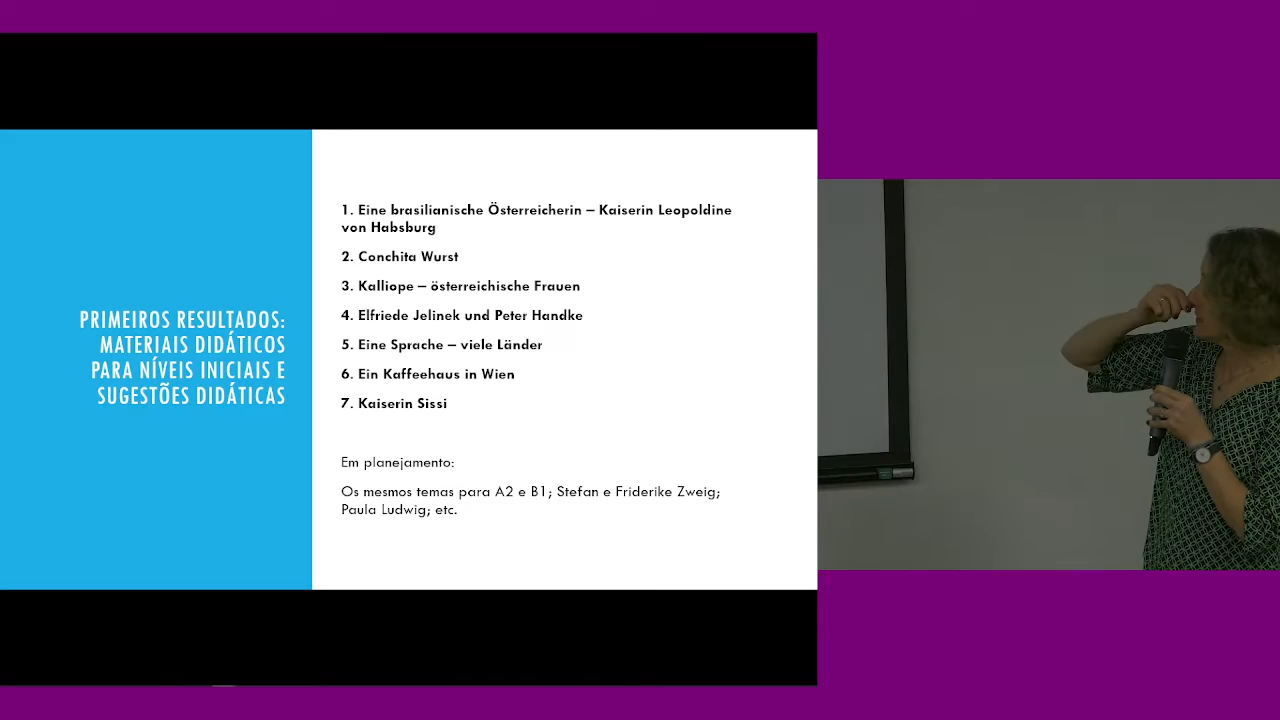 PRIMEIROS RESULTADOS:
MATERIAIS DIDÁTICOS
PARA NÍVEIS INICIAIS E
SUGESTÕES DIDÁTICAS
1. Eine brasilianische Österreicherin – Kaiserin Leopoldine
von Habsburg
2. Conchita Wurst
3. Kalliope – österreichische Frauen
4. Elfriede Jelinek und Peter Handke
5. Eine Sprache – viele Länder
6. Ein Kaffeehaus in Wien
7. Kaiserin Sissi
Em planejamento:
Os mesmos temas para A2 e B1; Stefan e Friderike Zweig;
Paula Ludwig; etc.